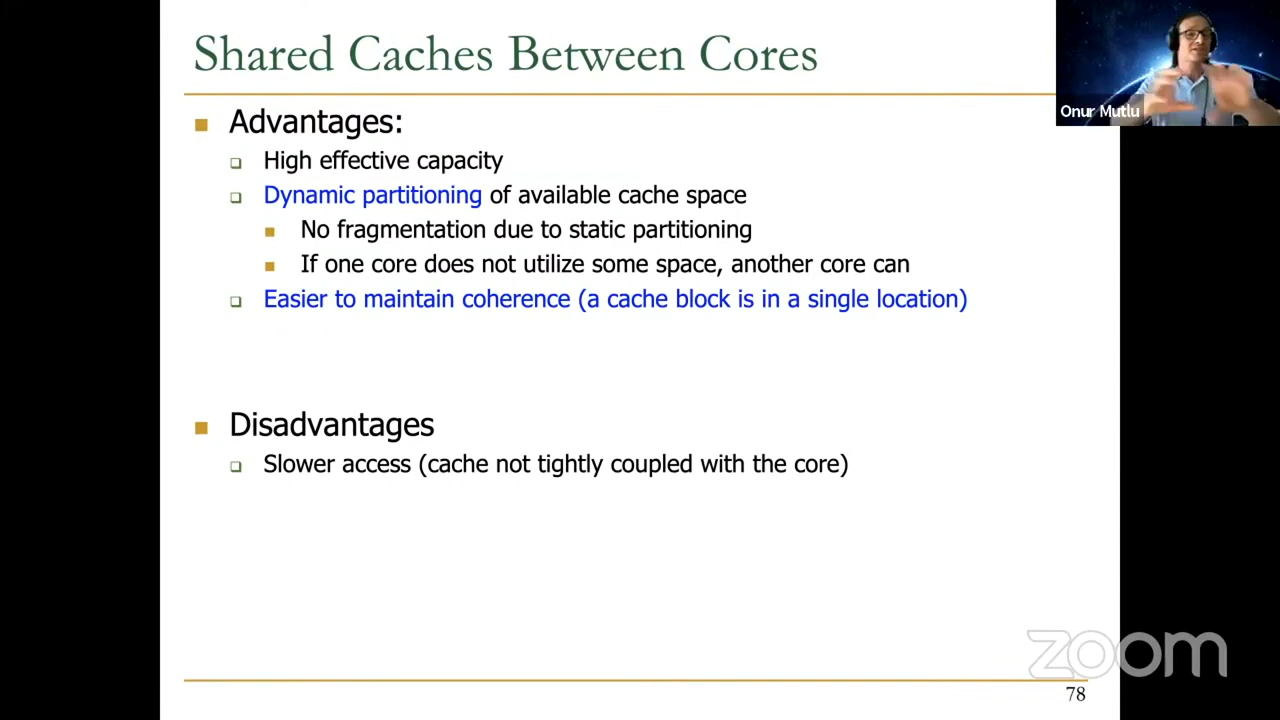 Shared Caches Between Cores
Onur Mutlu
Advantages:
High effective capacity
Dynamic partitioning of available cache space
No fragmentation due to static partitioning
If one core does not utilize some space, another core can
Easier to maintain coherence (a cache block is in a single location)
Disadvantages
Slower access (cache not tightly coupled with the core)
zoom
78